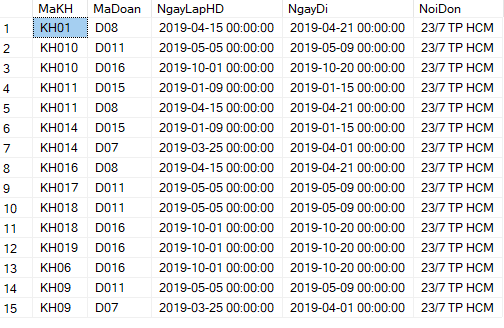 MaKH MaDoan NgayLapHD NgayDi NoiDon
1 KH01 D08 2019-04-15 00:00:00 2019-04-21 00:00:00 23/7 TP HCM
2 KH010 D011 2019-05-05 00:00:00 2019-05-09 00:00:00 23/7 TP HCM
3 KH010 D016 2019-10-01 00:00:00 2019-10-20 00:00:00 23/7 TP HCM
4 KH011 D015 2019-01-09 00:00:00 2019-01-15 00:00:00 23/7 TP HCM
5 KH011 D08 2019-04-15 00:00:00 2019-04-21 00:00:00 23/7 TP HCM
6 KH014 D015 2019-01-09 00:00:00 2019-01-15 00:00:00 23/7 TP HCM
7 KH014 D07 2019-03-25 00:00:00 2019-04-01 00:00:00 23/7 TP HCM
8 KH016 D08 2019-04-15 00:00:00 2019-04-21 00:00:00 23/7 TP HCM
9 KH017 D011 2019-05-05 00:00:00 2019-05-09 00:00:00 23/7 TP HCM
10 KH018 D011 2019-05-05 00:00:00 2019-05-09 00:00:00 23/7 TP HCM
11 KH018 D016 2019-10-01 00:00:00 2019-10-20 00:00:00 23/7 TP HCM
12 KH019 D016 2019-10-01 00:00:00 2019-10-20 00:00:00 23/7 TP HCM
13 KH06 D016 2019-10-01 00:00:00 2019-10-20 00:00:00 23/7 TP HCM
14 KH09 D011 2019-05-05 00:00:00 2019-05-09 00:00:00 23/7 TP HCM
15 KH09 D07 2019-03-25 00:00:00 2019-04-01 00:00:00 23/7 TP HCM